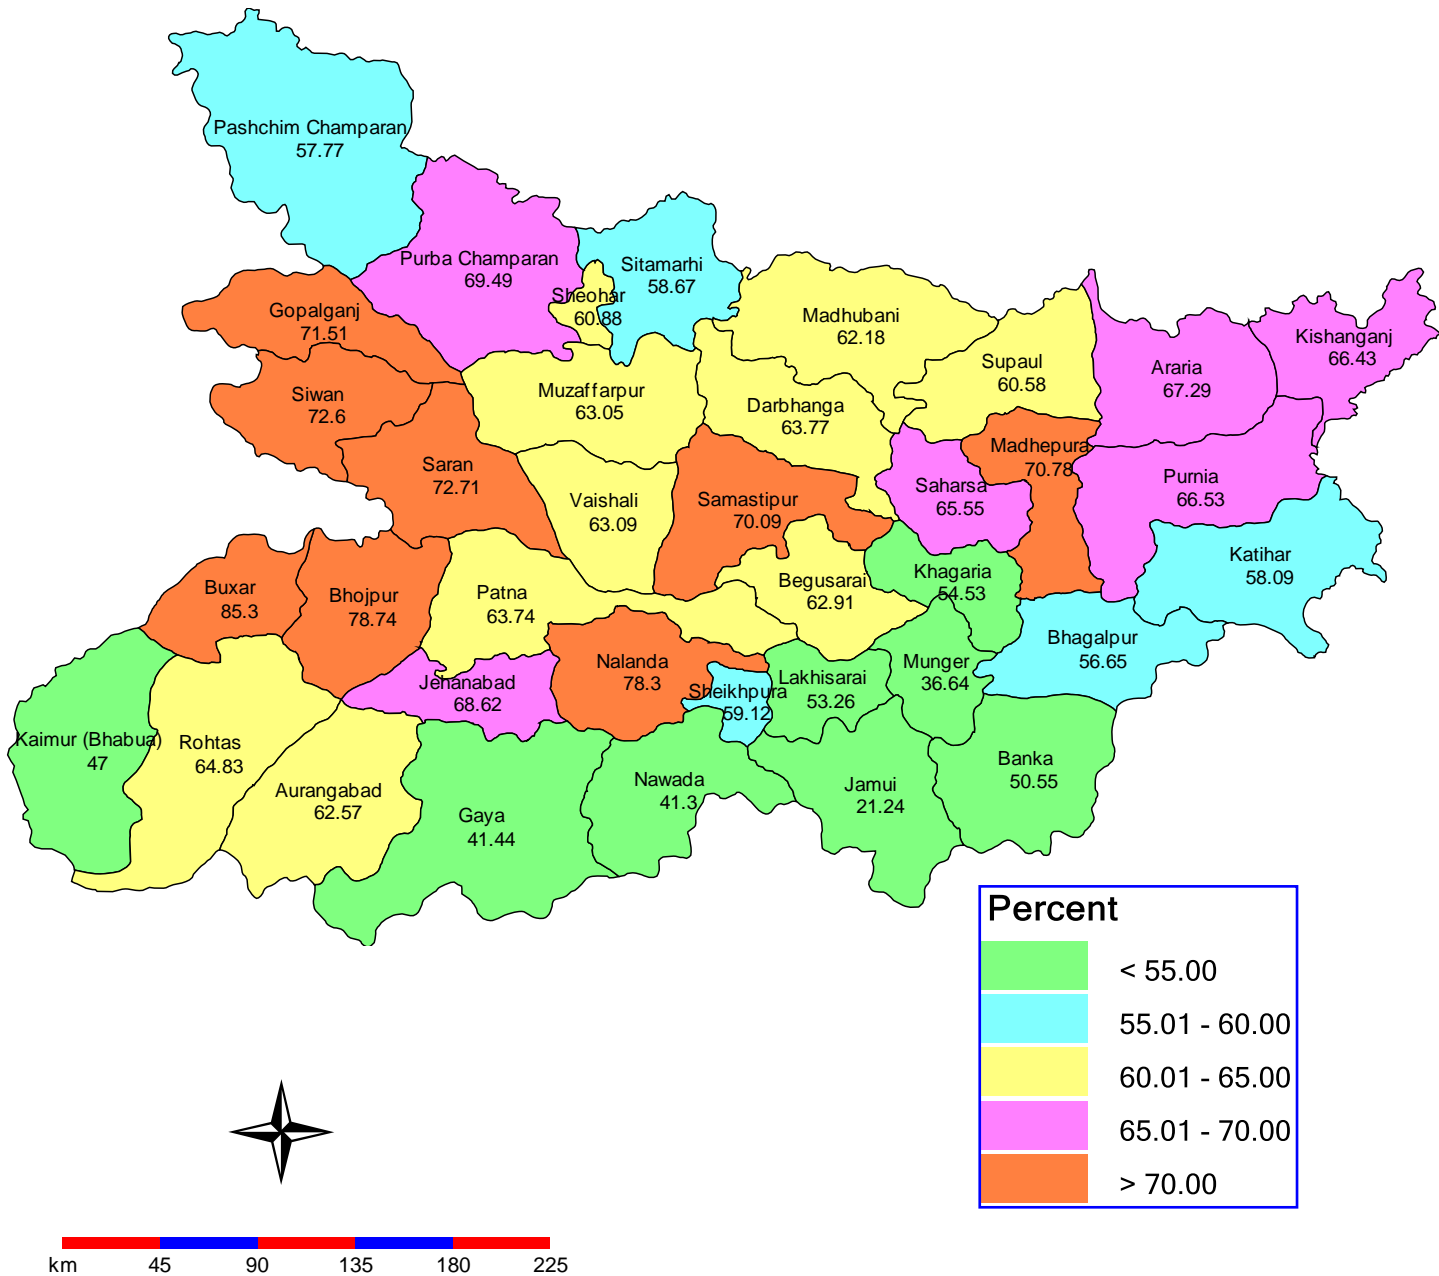 Pashchim Champaran
57.77
Purba Champaran
69.49
Sitamarhi
58.67
Sheohar
60.88
Gopalganj
71.51
Madhubani
62.18
Kishanganj
66.43
Supaul
60.58
Araria
67.29
Siwan
72.6
Muzaffarpur
63.05
Darbhanga
63.77
Madhepura
70.78
Saran
72.71
Purnia
66.53
Saharsa
65.55
Vaishali
63.09
Samastipur
70.09
Katihar
58.09
Khagaria
54.53
Begusarai
62.91
Buxar
85.3
Bhojpur
78.74
Patna
63.74
Bhagalpur
56.65
Nalanda
78.3
Munger
36.64
Jehanabad
68.62
Sheikhpura
59.12
Lakhisarai
53.26
Kaimur (Bhabua)
47
Rohtas
64.83
Banka
50.55
Nawada
41.3
Jamui
21.24
Aurangabad
62.57
Gaya
41.44
Percent
< 55.00
55.01 - 60.00
60.01 - 65.00
65.01 - 70.00
> 70.00
km 45 90 135 180 225